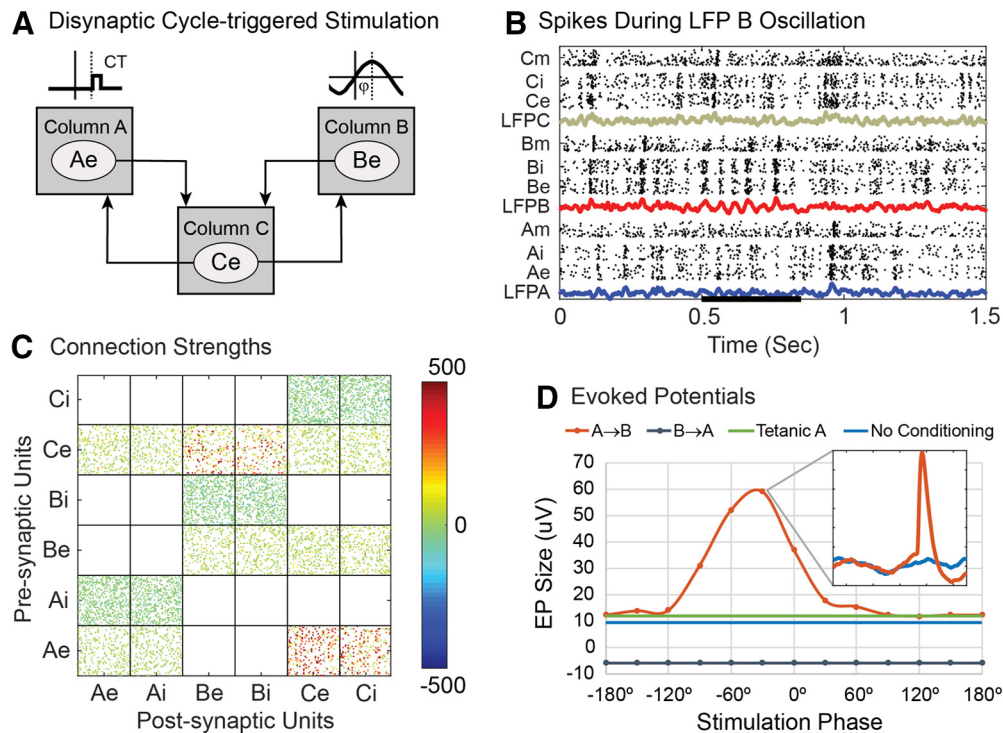 A Disynaptic Cycle-triggered Stimulation
CT
φ
Column A
Ae
Column B
Be
Column C
Ce
B Spikes During LFP B Oscillation
Cm
Ci
Ce
LFPC
Bm
Bi
Be
LFPB
Am
Ai
Ae
LFPA
0 0.5 1 1.5
Time (Sec)
C Connection Strengths
Pre-synaptic Units
Ci
Ce
Bi
Be
Ai
Ae
Ae Ai Be Bi Ce Ci
Post-synaptic Units
500
0
-500
D Evoked Potentials
A→B B→A Tetanic A No Conditioning
EP Size (uV)
70
60
50
40
30
20
10
0
-10
-180° -120° -60° 0° 60° 120° 180°
Stimulation Phase